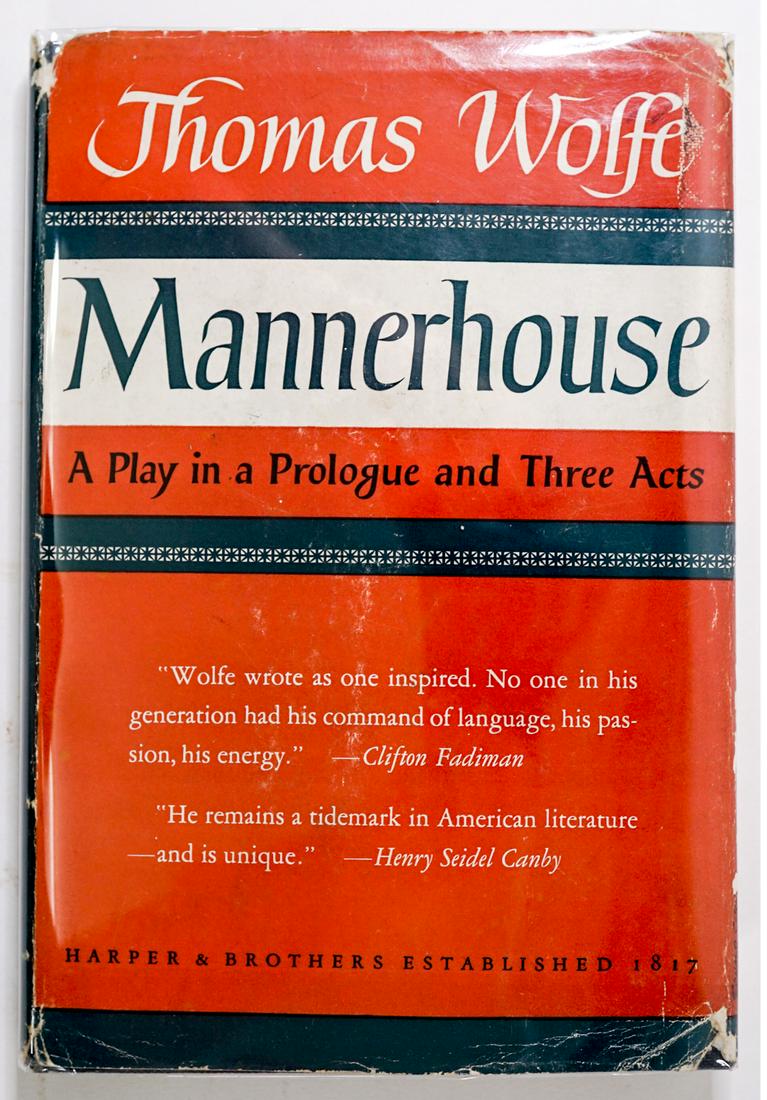 Thomas Wolfe
Mannerhouse
A Play in a Prologue and Three Acts
"Wolfe wrote as one inspired. No one in his
generation had his command of language, his pas-
sion, his energy." —Clifton Fadiman
"He remains a tidemark in American literature
—and is unique." —Henry Seidel Canby
HARPER & BROTHERS ESTABLISHED 1817